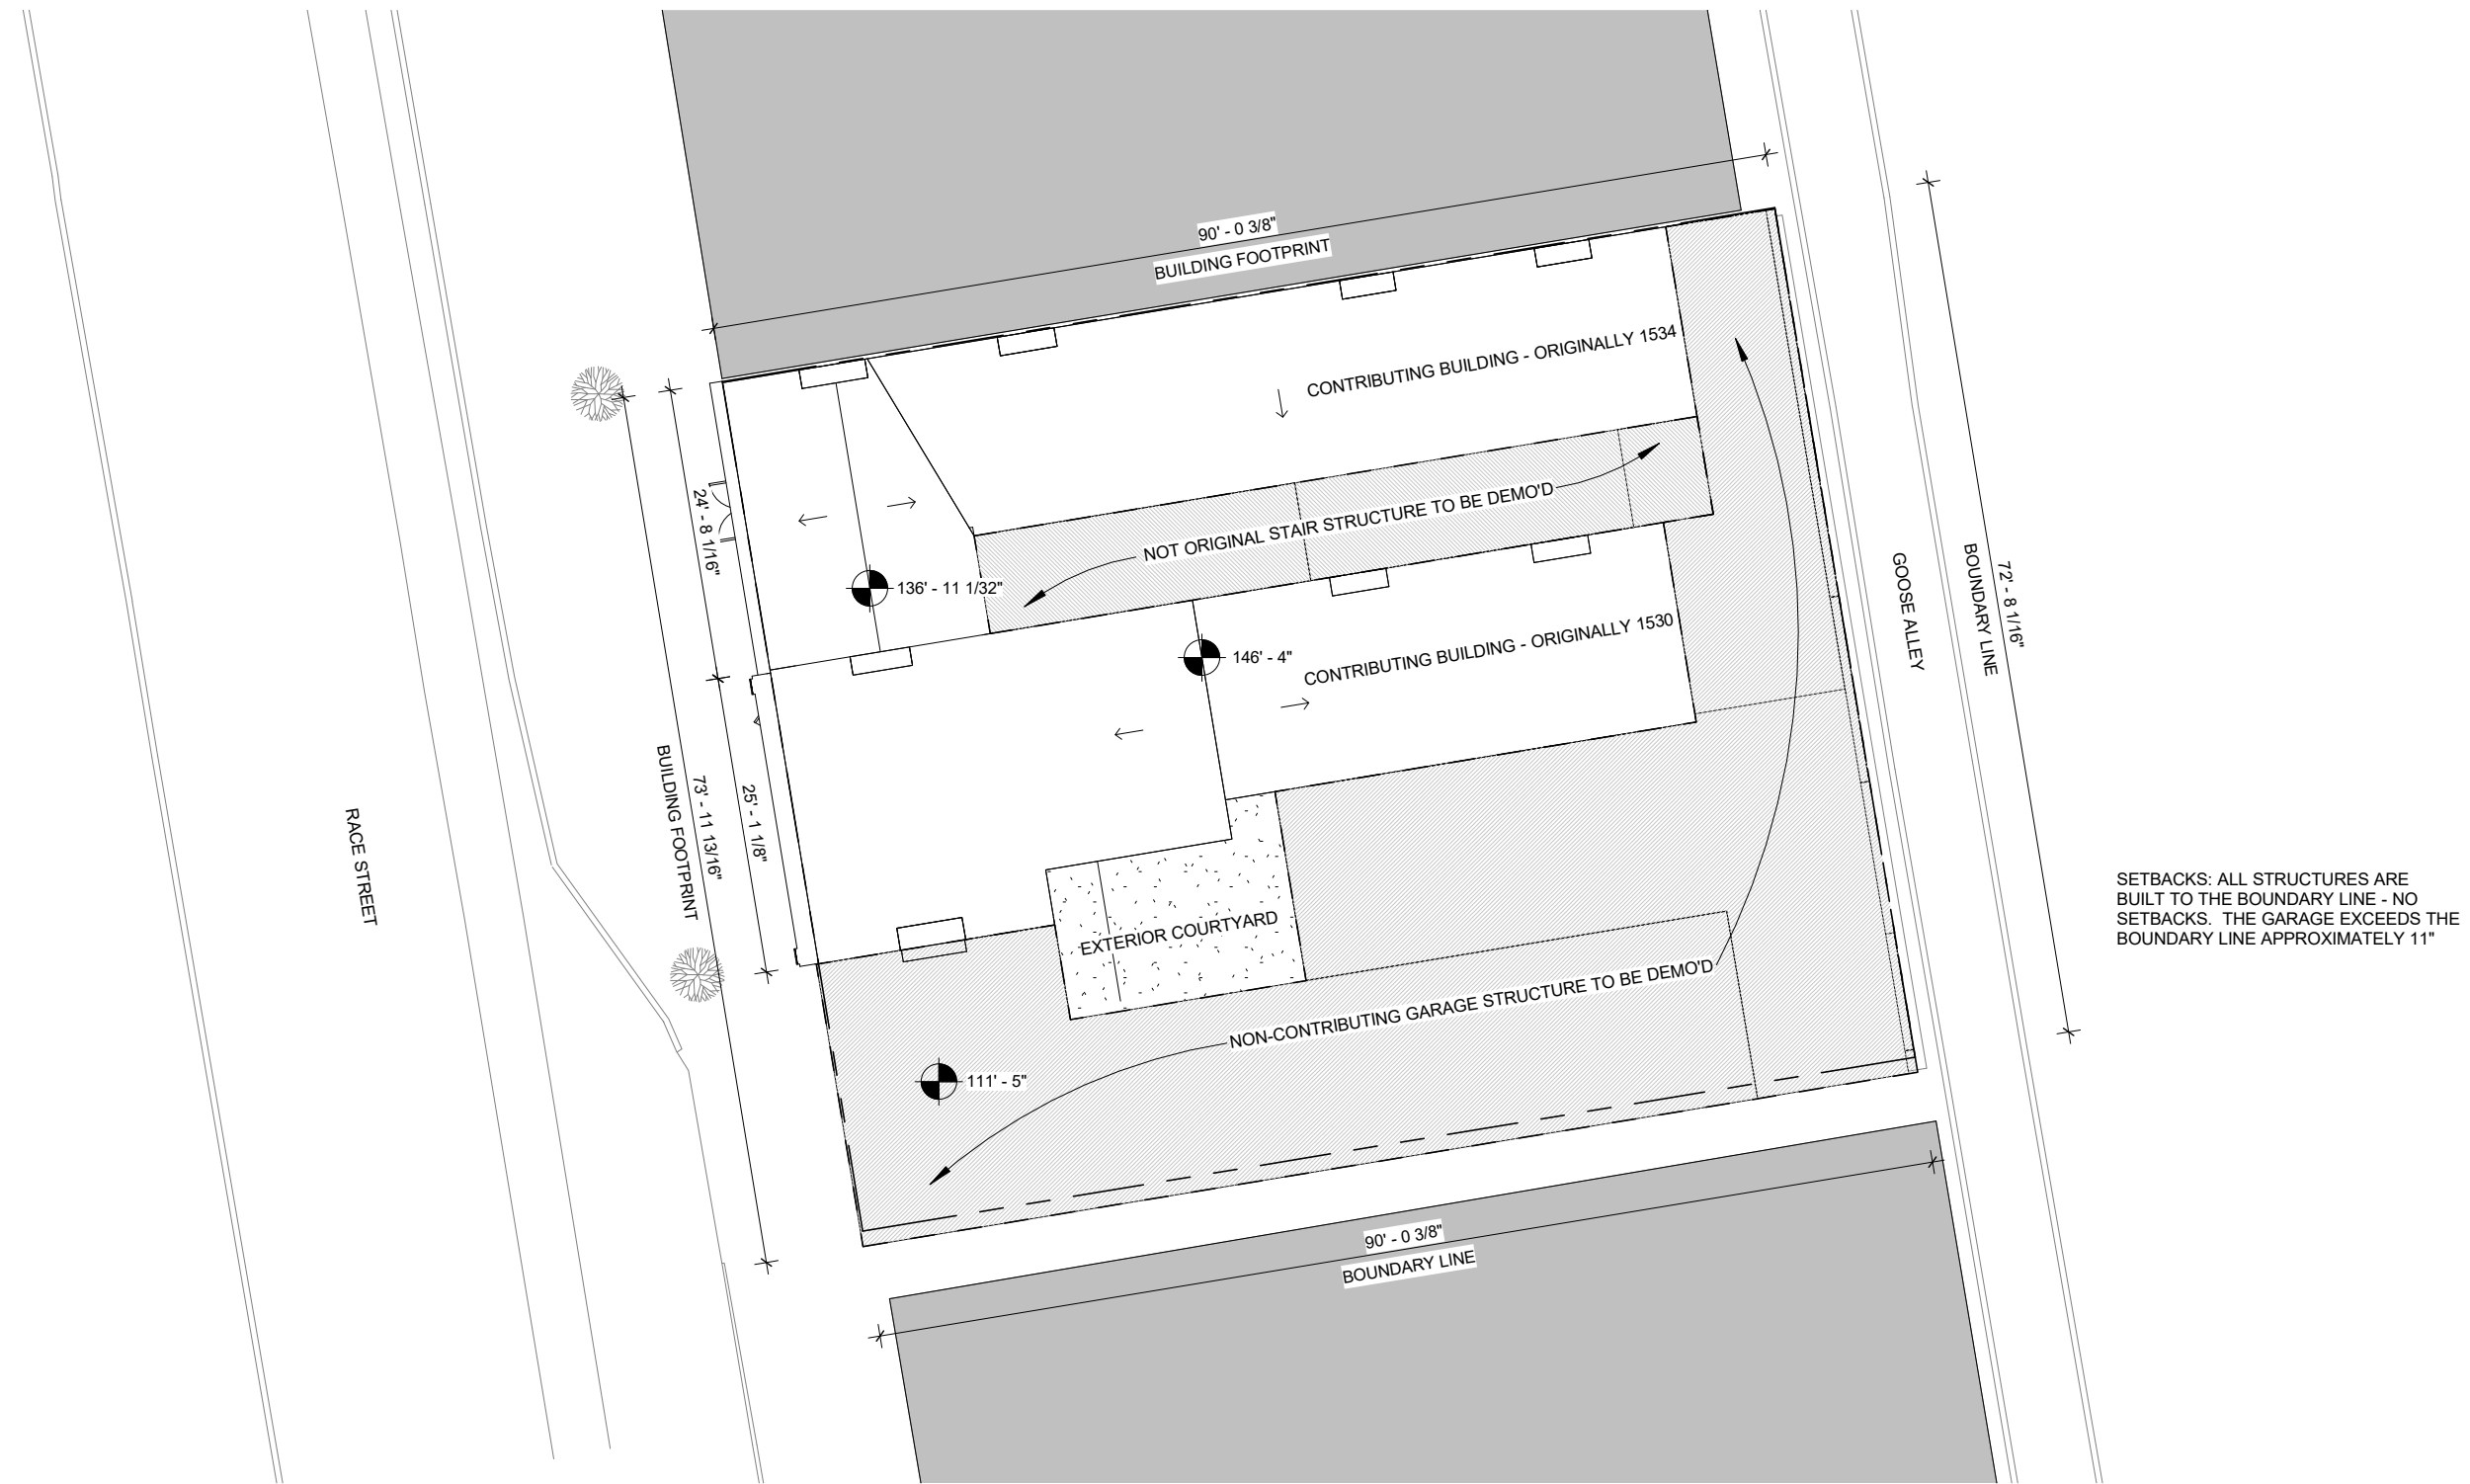 90' - 0 3/8"
BUILDING FOOTPRINT
CONTRIBUTING BUILDING - ORIGINALLY 1534
NOT ORIGINAL STAIR STRUCTURE TO BE DEMO'D
24' - 8 1/16"
136' - 11 1/32"
146' - 4"
CONTRIBUTING BUILDING - ORIGINALLY 1530
GOOSE ALLEY
BOUNDARY LINE
72' - 8 1/16"
RACE STREET
BUILDING FOOTPRINT
73' - 11 13/16"
25' - 1 1/8"
EXTERIOR COURTYARD
SETBACKS: ALL STRUCTURES ARE
BUILT TO THE BOUNDARY LINE - NO
SETBACKS. THE GARAGE EXCEEDS THE
BOUNDARY LINE APPROXIMATELY 11"
NON-CONTRIBUTING GARAGE STRUCTURE TO BE DEMO'D
111' - 5"
90' - 0 3/8"
BOUNDARY LINE